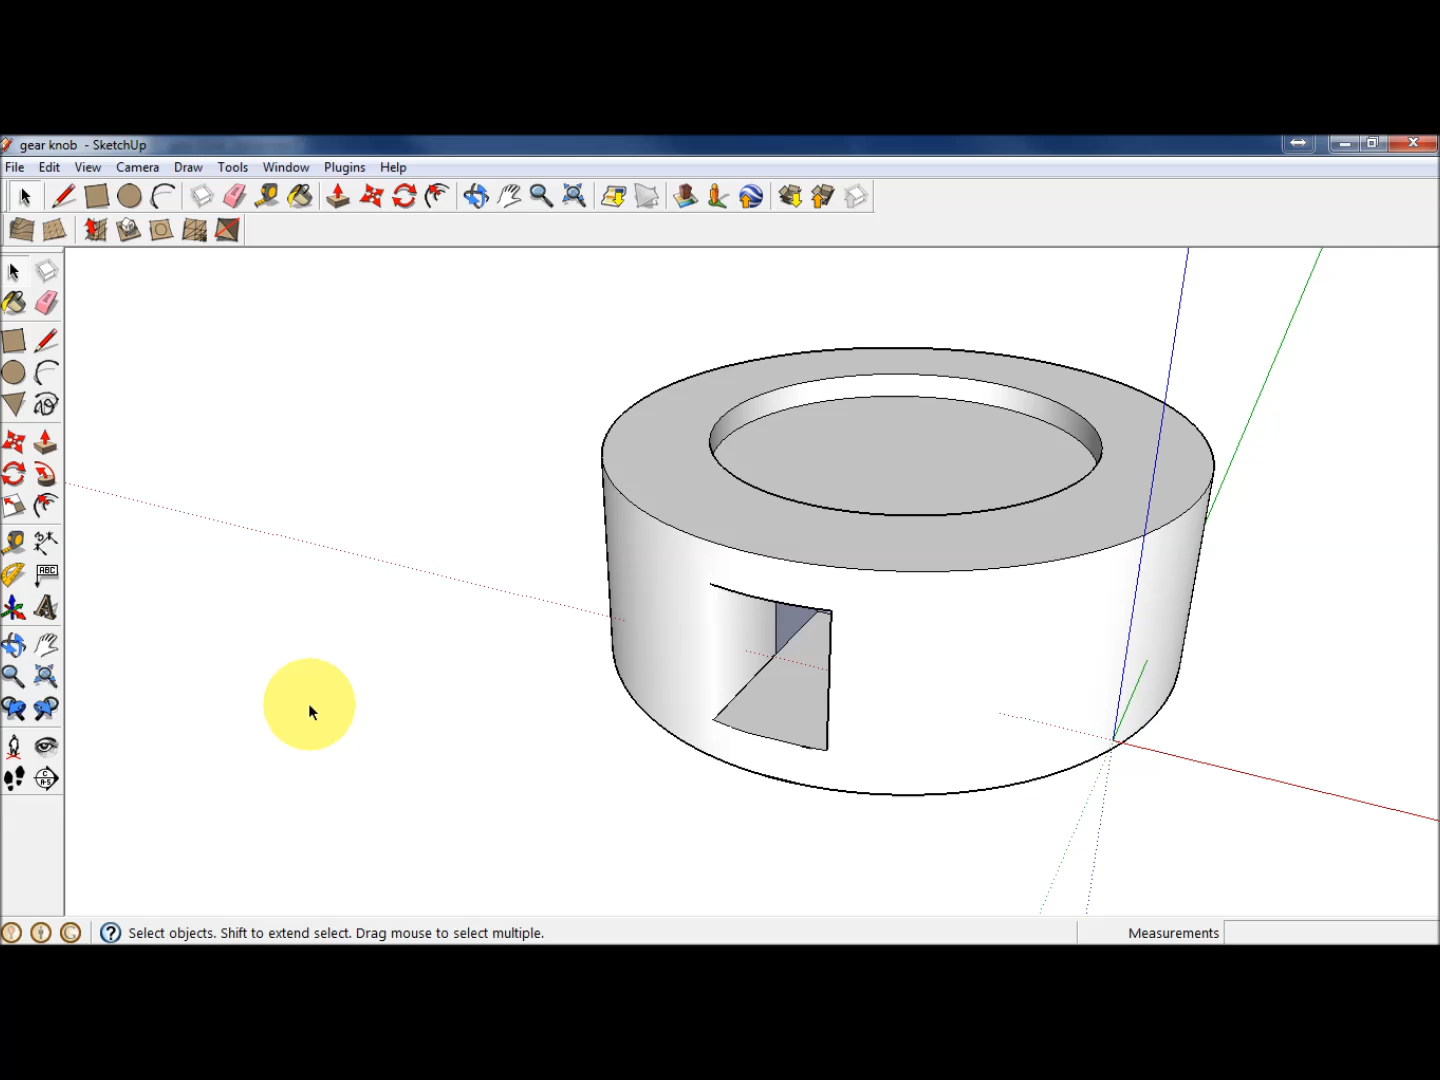 gear knob - SketchUp
File Edit View Camera Draw Tools Window Plugins Help
ABC
Select objects. Shift to extend select. Drag mouse to select multiple.
Measurements